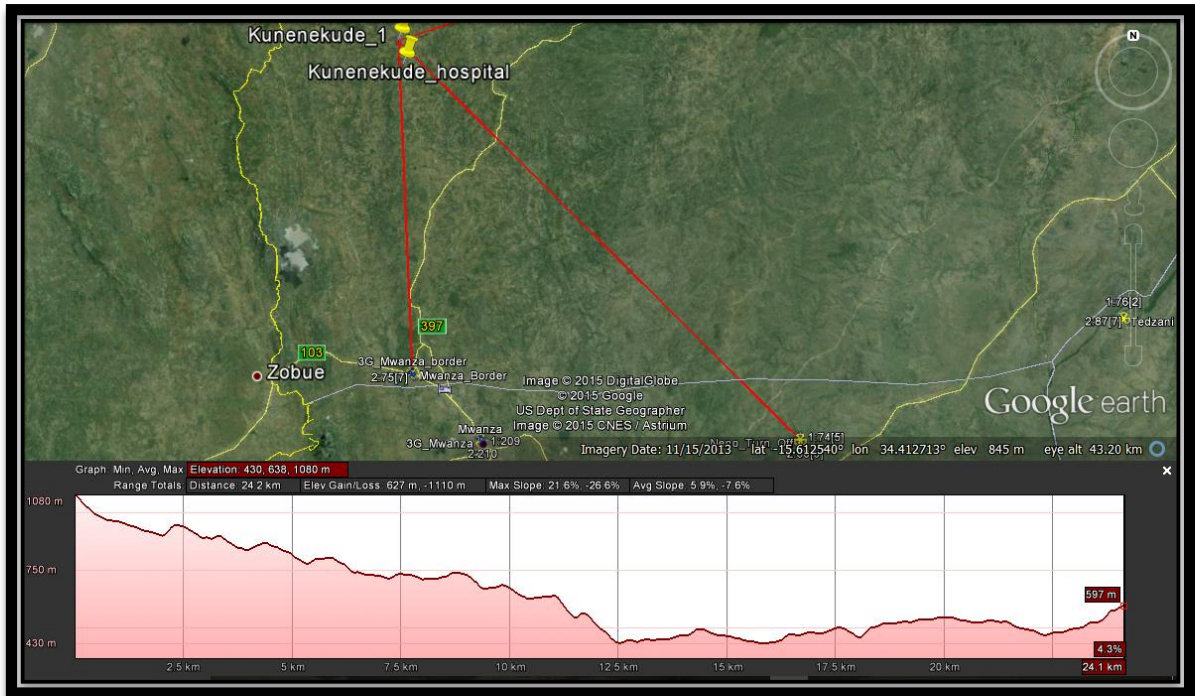 Kunenekude_1
N
Kunenekude_hospital
397
103
Zobue
3G_Mwanza_border
2.75[7] Mwanza_Border
1.76[2]
2.87[7] Tedzani
Image © 2015 DigitalGlobe
© 2015 Google
US Dept of State Geographer
Image © 2015 CNES / Astrium
Google earth
Mwanza
3G_Mwanza 1.209
2.210
Neno_Turn_Off 1.74[5]
Imagery Date: 11/15/2013 lat -15.612540° lon 34.412713° elev 845 m eye alt 43.20 km
Graph: Min, Avg, Max Elevation: 430, 638, 1080 m
Range Totals: Distance: 24.2 km Elev Gain/Loss: 627 m, -1110 m Max Slope: 21.6%, -26.6% Avg Slope: 5.9%, -7.6%
1080 m
750 m
597 m
430 m
4.3%
2.5 km 5 km 7.5 km 10 km 12.5 km 15 km 17.5 km 20 km 24.1 km